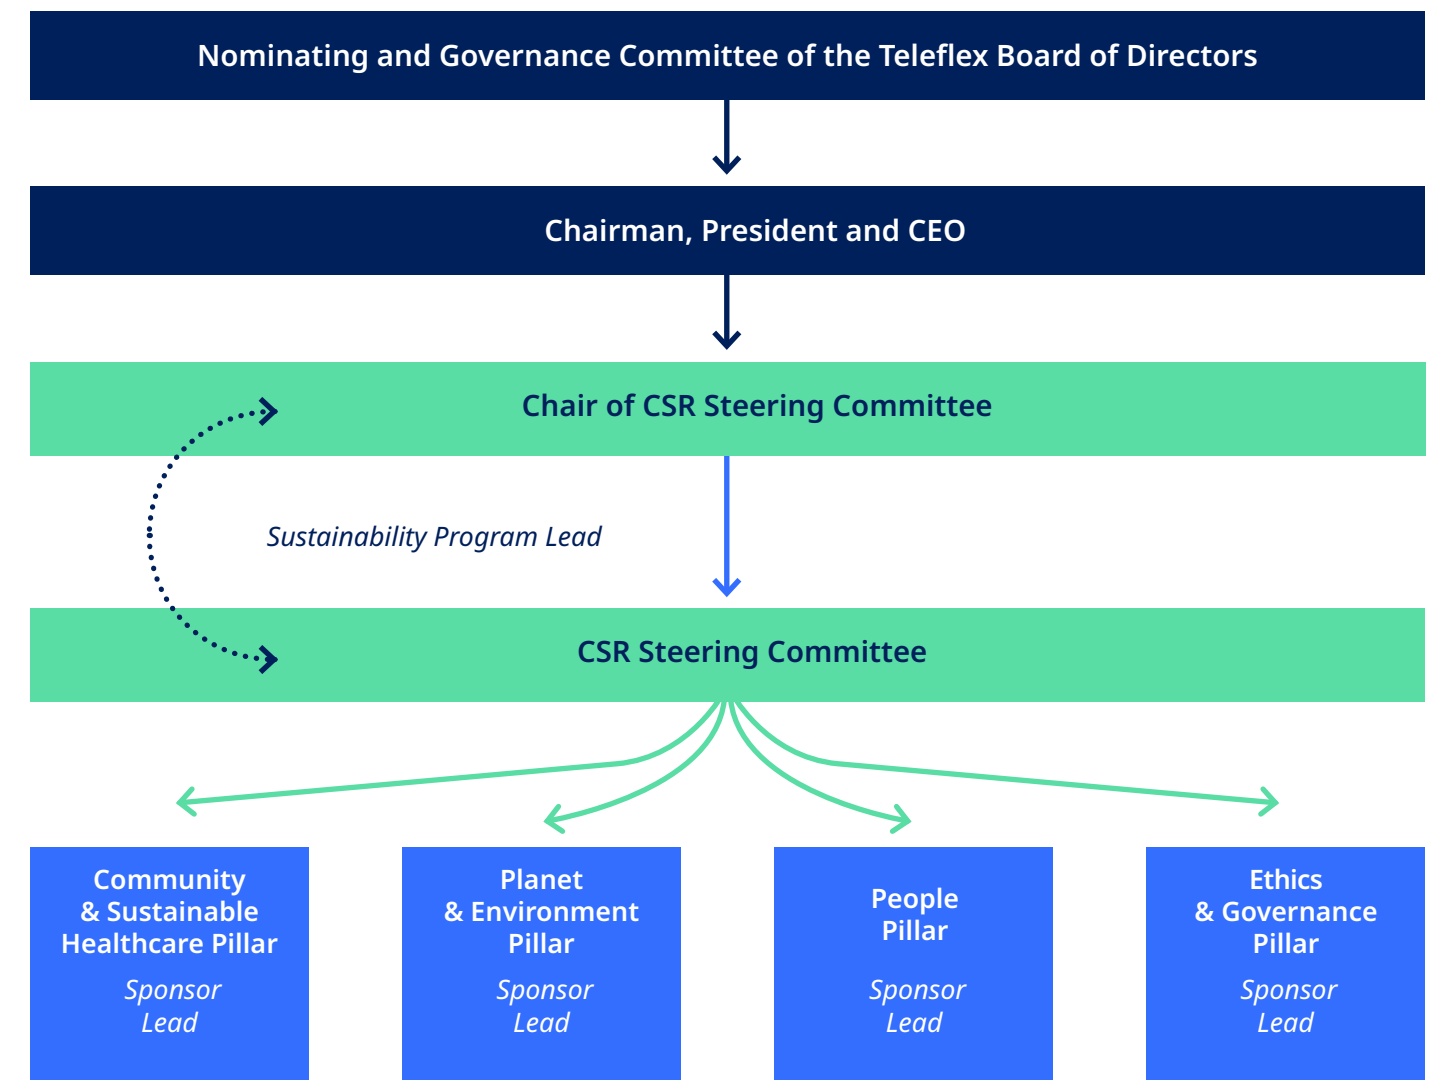 Nominating and Governance Committee of the Teleflex Board of Directors
Chairman, President and CEO
Chair of CSR Steering Committee
Sustainability Program Lead
CSR Steering Committee
Community
& Sustainable
Healthcare Pillar
Sponsor
Lead
Planet
& Environment
Pillar
Sponsor
Lead
People
Pillar
Sponsor
Lead
Ethics
& Governance
Pillar
Sponsor
Lead